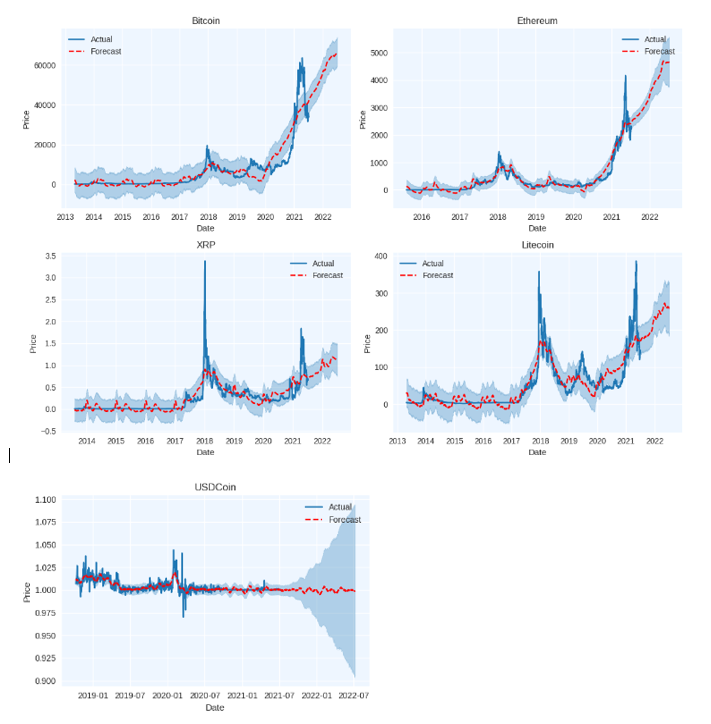 Bitcoin
Actual
Forecast
60000
40000
20000
0
Price
2013 2014 2015 2016 2017 2018 2019 2020 2021 2022
Date
Ethereum
Actual
Forecast
5000
4000
3000
2000
1000
0
Price
2016 2017 2018 2019 2020 2021 2022
Date
XRP
Actual
Forecast
3.5
3.0
2.5
2.0
1.5
1.0
0.5
0.0
−0.5
Price
2014 2015 2016 2017 2018 2019 2020 2021 2022
Date
Litecoin
Actual
Forecast
400
300
200
100
0
Price
2013 2014 2015 2016 2017 2018 2019 2020 2021 2022
Date
USDCoin
Actual
Forecast
1.100
1.075
1.050
1.025
1.000
0.975
0.950
0.925
0.900
Price
2019-01 2019-07 2020-01 2020-07 2021-01 2021-07 2022-01 2022-07
Date